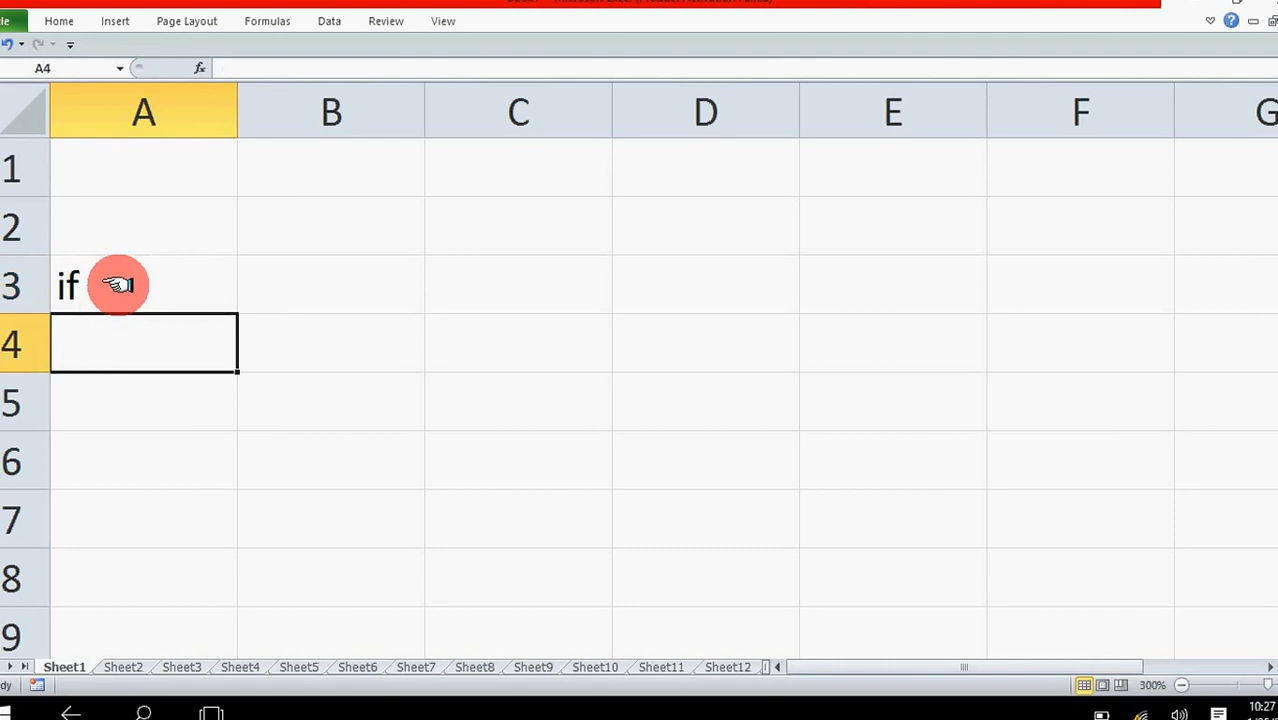 Home Insert Page Layout Formulas Data Review View
A4 fx
A B C D E F G
1
2
3 if
4
5
6
7
8
9
Sheet1 Sheet2 Sheet3 Sheet4 Sheet5 Sheet6 Sheet7 Sheet8 Sheet9 Sheet10 Sheet11 Sheet12
300%
10:27